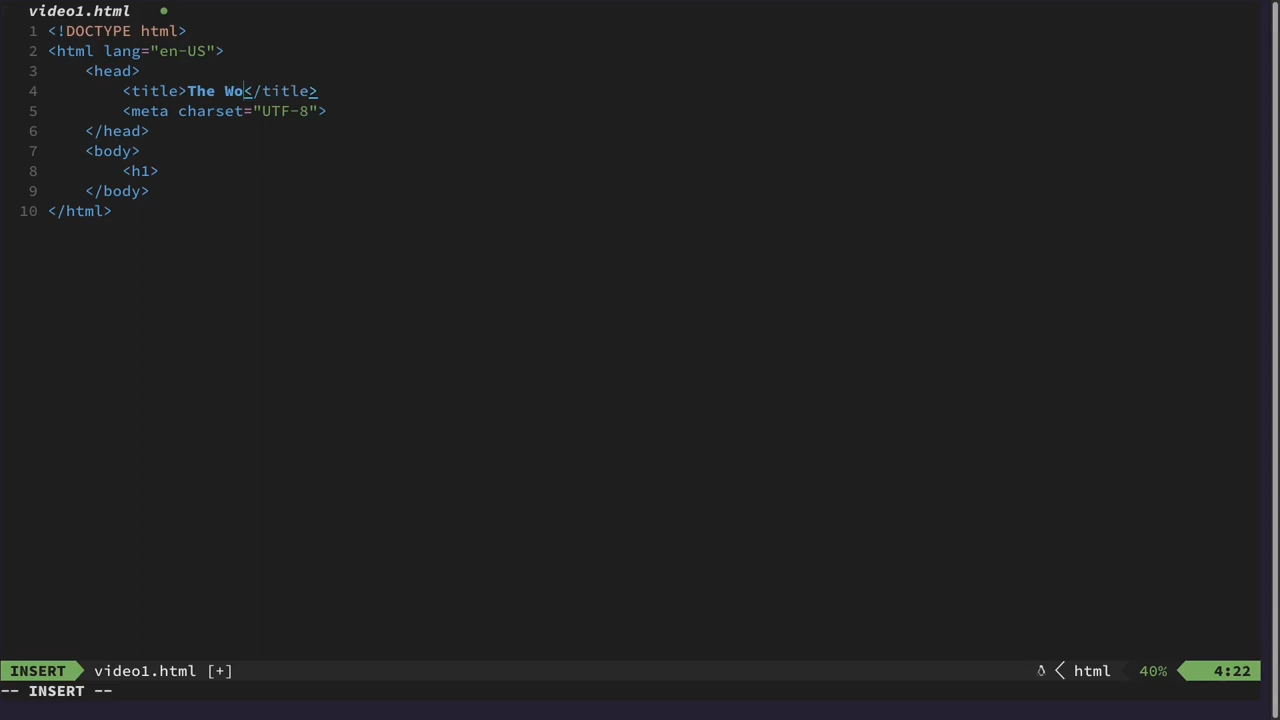 video1.html ●
1 <!DOCTYPE html>
2 <html lang="en-US">
3 <head>
4 <title>The Wo</title>
5 <meta charset="UTF-8">
6 </head>
7 <body>
8 <h1>
9 </body>
10 </html>
INSERT video1.html [+] html 40% 4:22
-- INSERT --